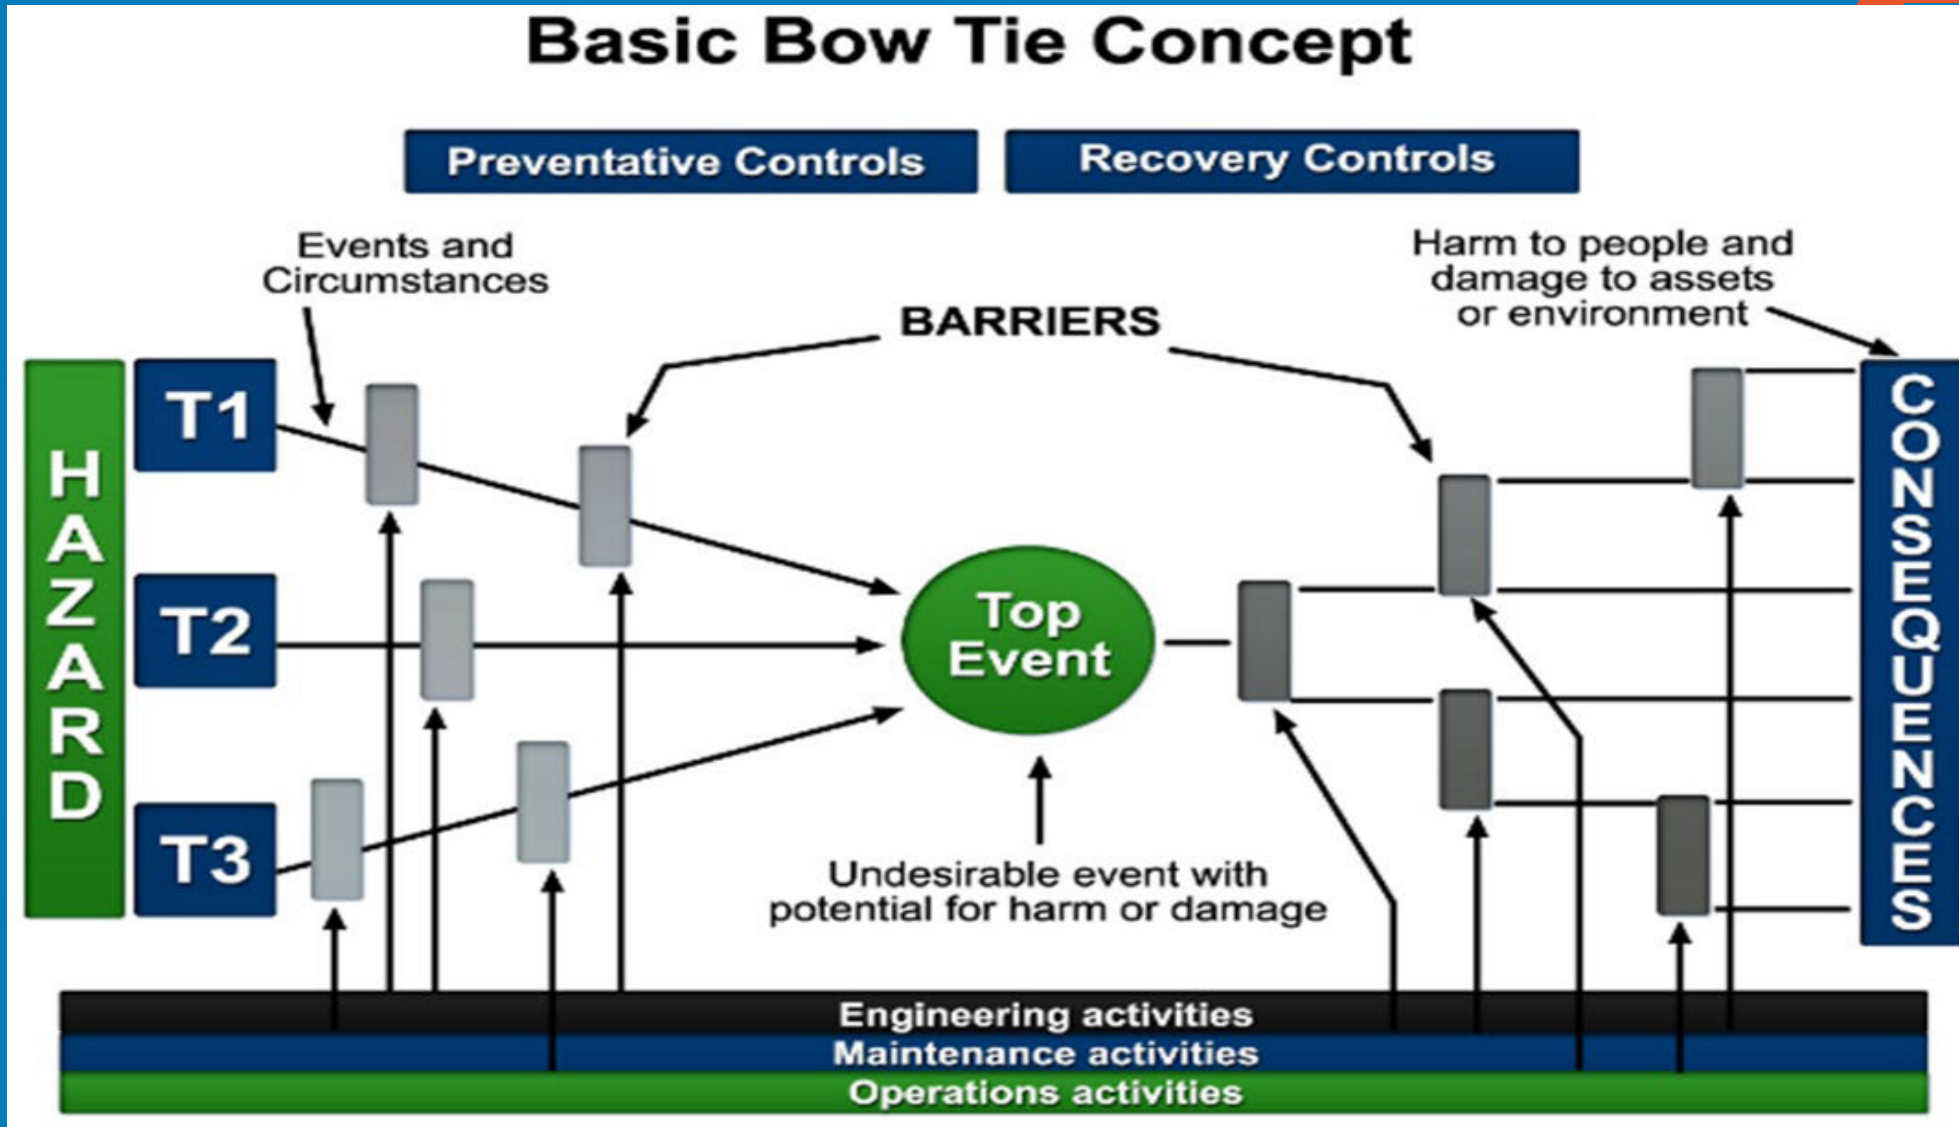 Basic Bow Tie Concept
Preventative Controls
Recovery Controls
Events and
Circumstances
Harm to people and
damage to assets
or environment
BARRIERS
HAZARD
T1
T2
T3
Top
Event
CONSEQUENCES
Undesirable event with
potential for harm or damage
Engineering activities
Maintenance activities
Operations activities